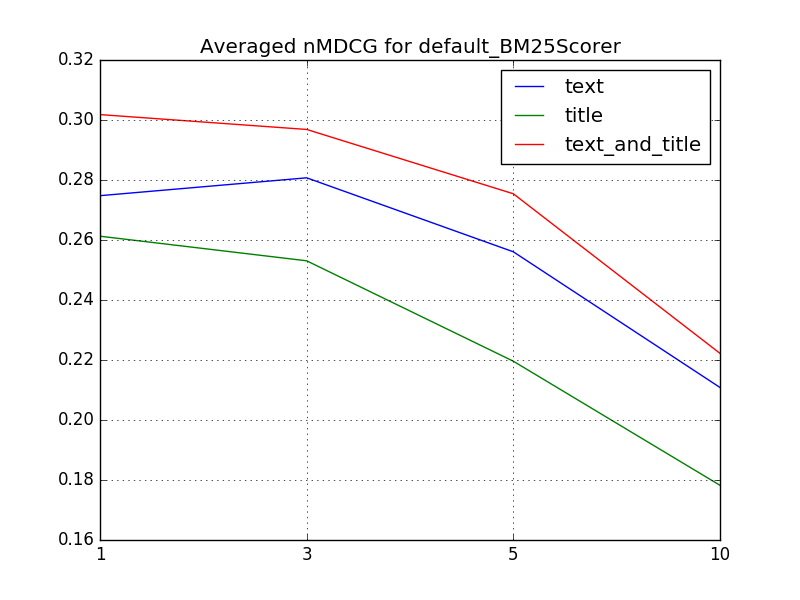 Averaged nMDCG for default_BM25Scorer
text
title
text_and_title
0.32
0.30
0.28
0.26
0.24
0.22
0.20
0.18
0.16
1 3 5 10